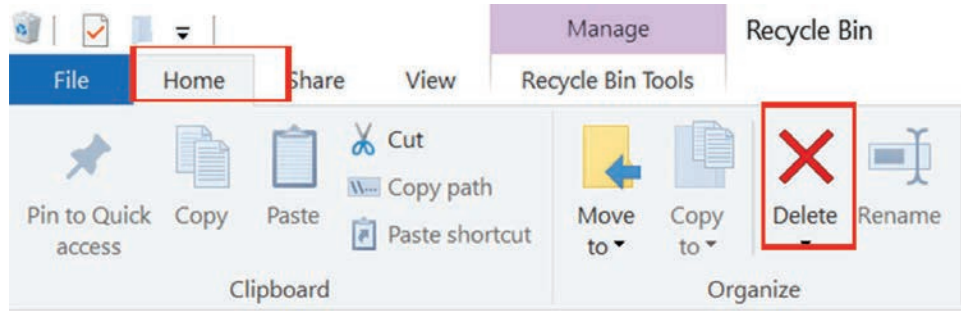 Manage
Recycle Bin
File
Home
Share
View
Recycle Bin Tools
Pin to Quick
access
Copy
Paste
Cut
Copy path
Paste shortcut
Clipboard
Move
to
Copy
to
Delete
Rename
Organize